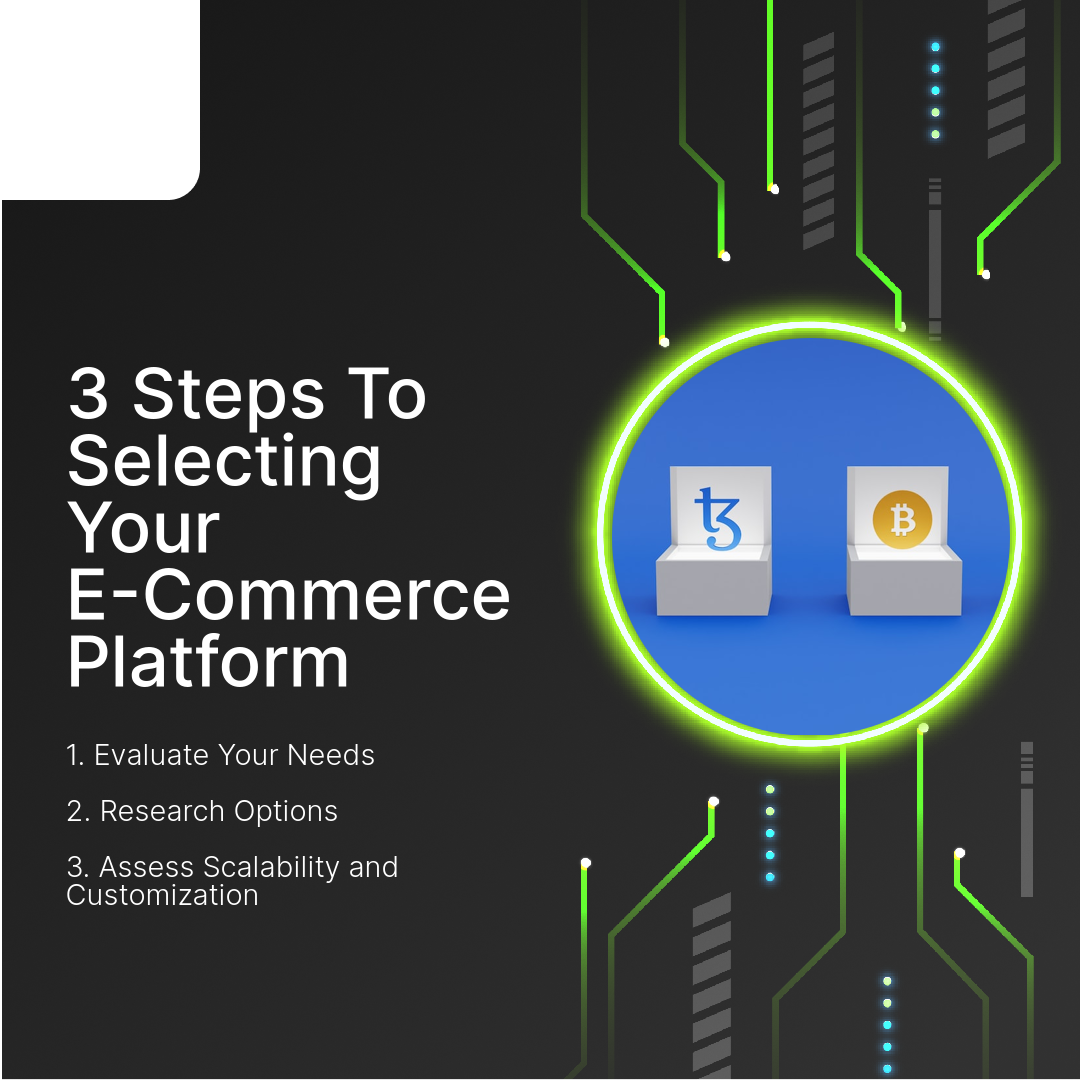 3 Steps To
Selecting
Your
E-Commerce
Platform
1. Evaluate Your Needs
2. Research Options
3. Assess Scalability and
Customization